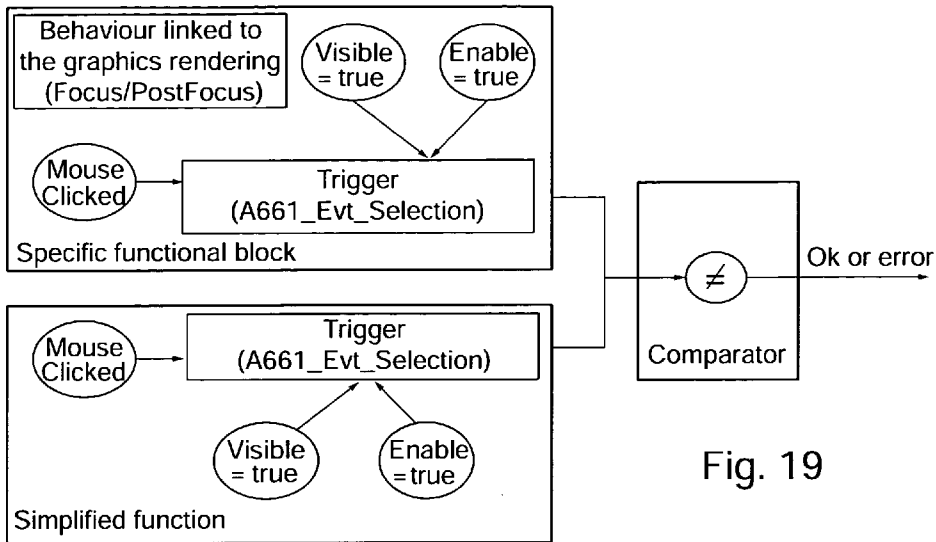 Behaviour linked to
the graphics rendering
(Focus/PostFocus)
Visible
= true
Enable
= true
Mouse
Clicked
Trigger
(A661_Evt_Selection)
Specific functional block
Mouse
Clicked
Trigger
(A661_Evt_Selection)
Visible
= true
Enable
= true
Simplified function
≠
Comparator
Ok or error
Fig. 19